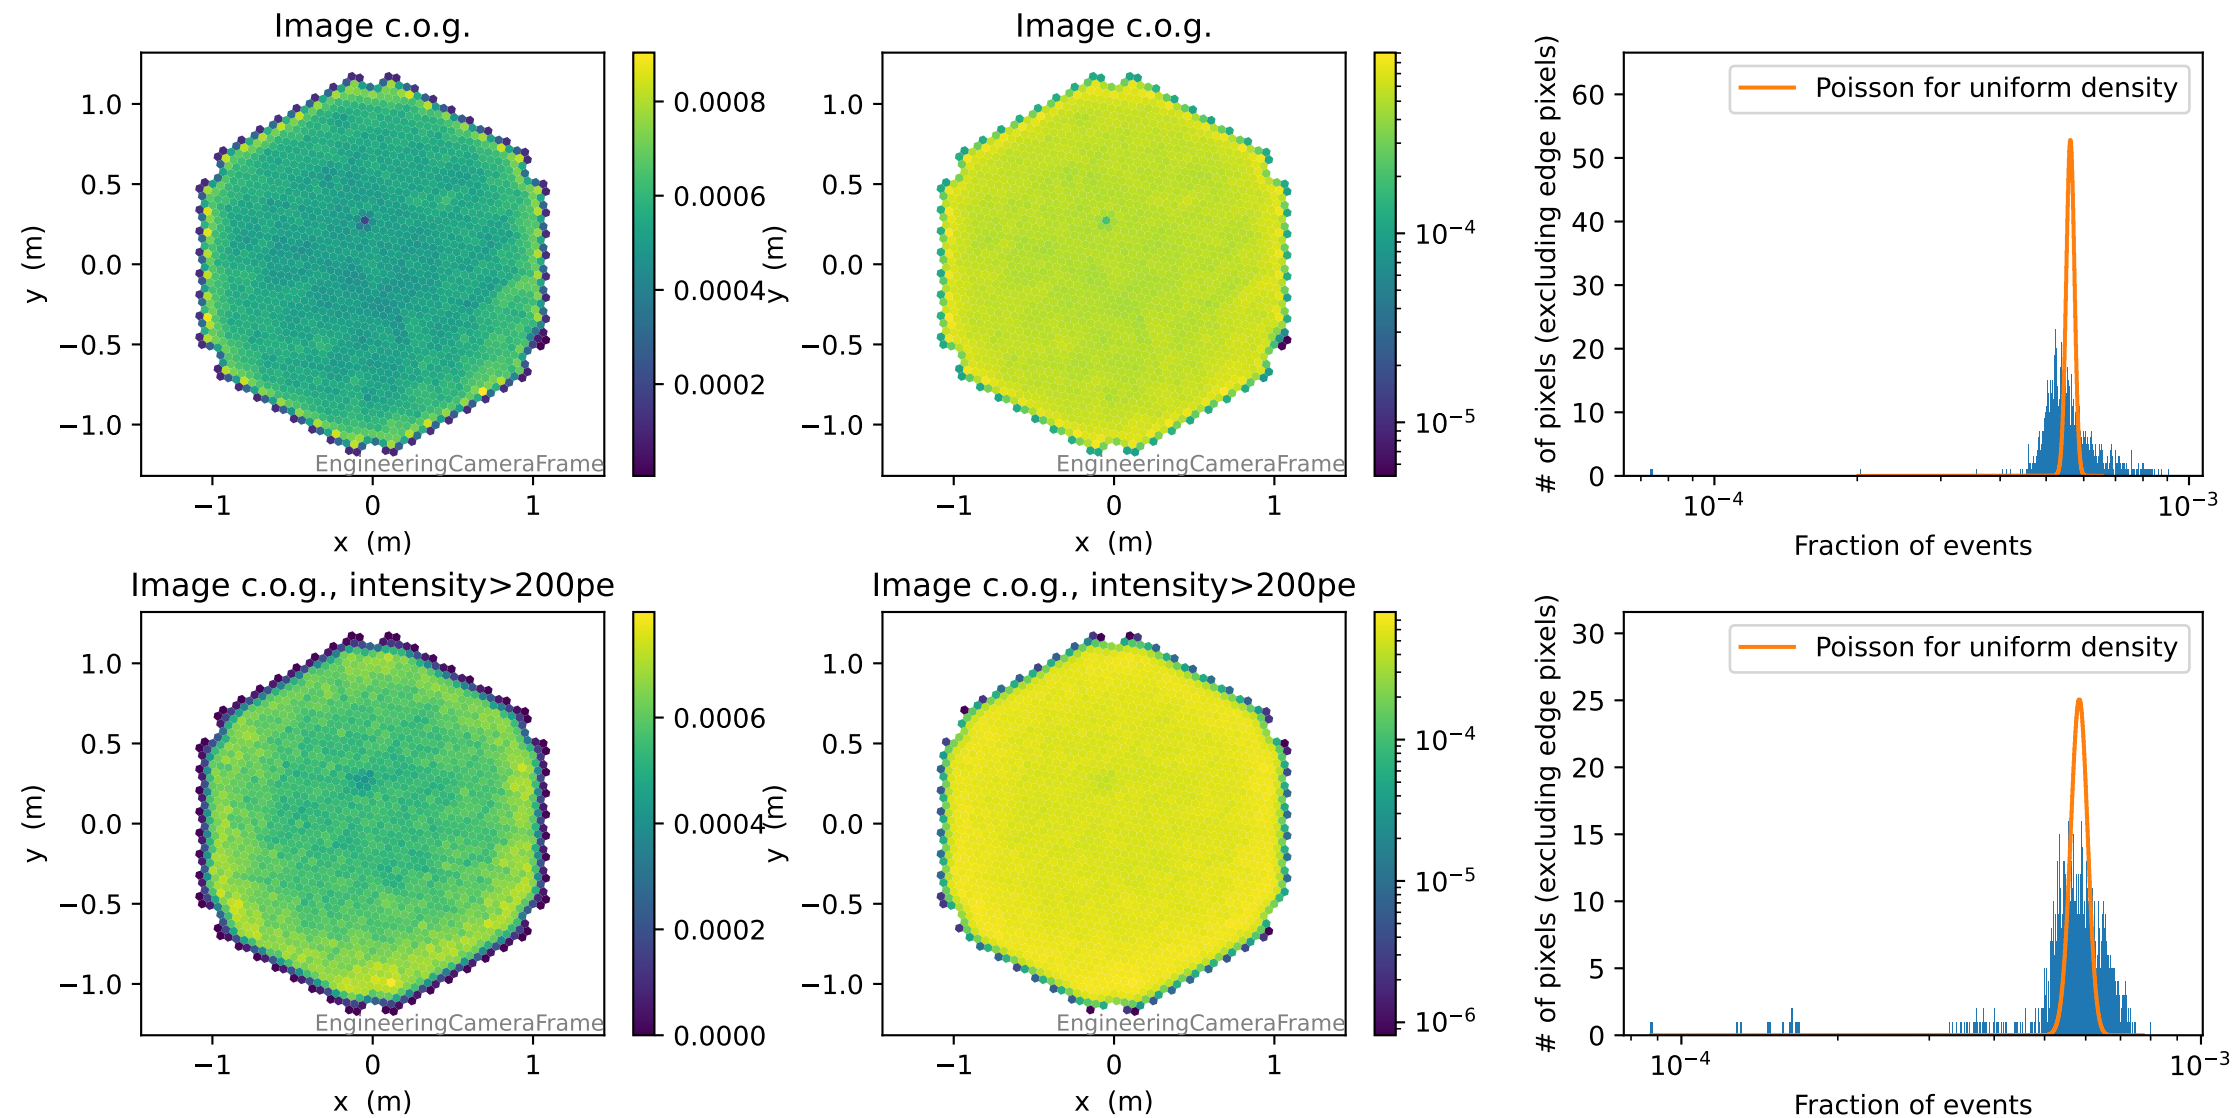 Image c.o.g.
y (m)
1.0
0.5
0.0
−0.5
−1.0
−1
0
1
x (m)
EngineeringCameraFrame
0.0008
0.0006
0.0004
0.0002
Image c.o.g.
y (m)
1.0
0.5
0.0
−0.5
−1.0
−1
0
1
x (m)
EngineeringCameraFrame
10⁻⁴
10⁻⁵
# of pixels (excluding edge pixels)
60
50
40
30
20
10
0
Poisson for uniform density
10⁻⁴
10⁻³
Fraction of events
Image c.o.g., intensity>200pe
y (m)
1.0
0.5
0.0
−0.5
−1.0
−1
0
1
x (m)
EngineeringCameraFrame
0.0006
0.0004
0.0002
0.0000
Image c.o.g., intensity>200pe
y (m)
1.0
0.5
0.0
−0.5
−1.0
−1
0
1
x (m)
EngineeringCameraFrame
10⁻⁴
10⁻⁵
10⁻⁶
# of pixels (excluding edge pixels)
30
25
20
15
10
5
0
Poisson for uniform density
10⁻⁴
10⁻³
Fraction of events